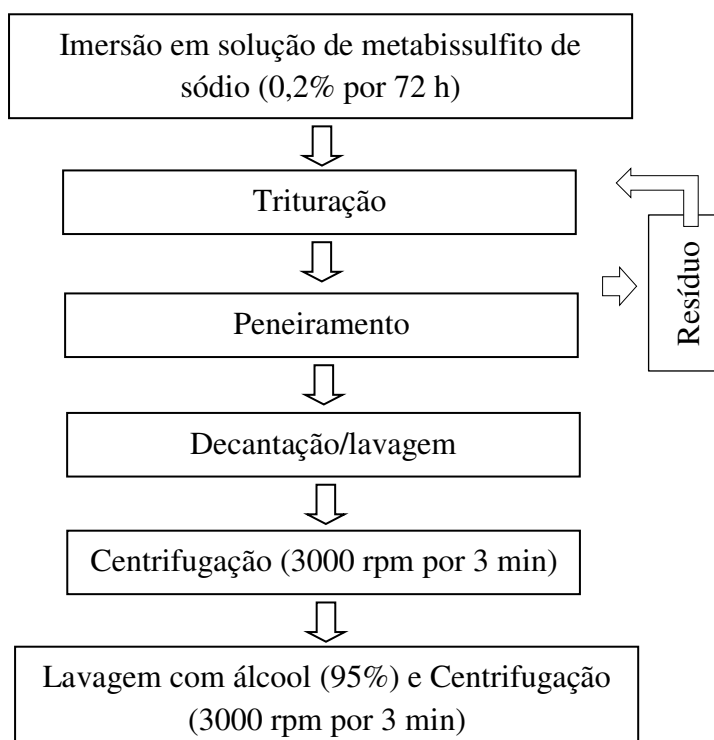 Imersão em solução de metabissulfito de
sódio (0,2% por 72 h)
Trituração
Resíduo
Peneiramento
Decantação/lavagem
Centrifugação (3000 rpm por 3 min)
Lavagem com álcool (95%) e Centrifugação
(3000 rpm por 3 min)